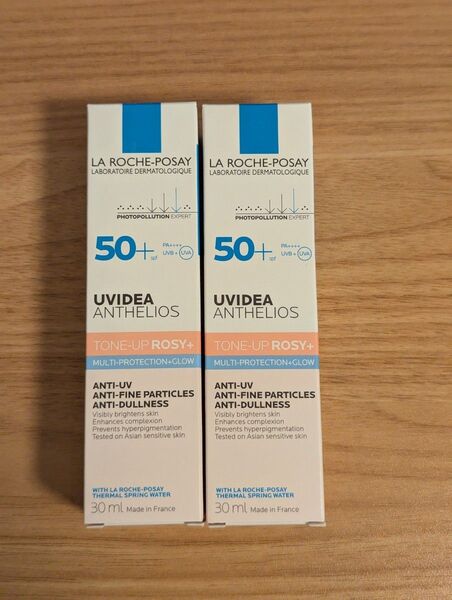 LA ROCHE-POSAY
LABORATOIRE DERMATOLOGIQUE
PHOTOPOLLUTION EXPERT
50+
SPF
PA++++
UVB + UVA
UVIDEA
ANTHELIOS
TONE-UP ROSY+
MULTI-PROTECTION+GLOW
ANTI-UV
ANTI-FINE PARTICLES
ANTI-DULLNESS
Visibly brightens skin
Enhances complexion
Prevents hyperpigmentation
Tested on Asian sensitive skin
WITH LA ROCHE-POSAY
THERMAL SPRING WATER
30 ml Made in France
LA ROCHE-POSAY
LABORATOIRE DERMATOLOGIQUE
PHOTOPOLLUTION EXPERT
50+
SPF
PA++++
UVB + UVA
UVIDEA
ANTHELIOS
TONE-UP ROSY+
MULTI-PROTECTION+GLOW
ANTI-UV
ANTI-FINE PARTICLES
ANTI-DULLNESS
Visibly brightens skin
Enhances complexion
Prevents hyperpigmentation
Tested on Asian sensitive skin
WITH LA ROCHE-POSAY
THERMAL SPRING WATER
30 ml Made in France